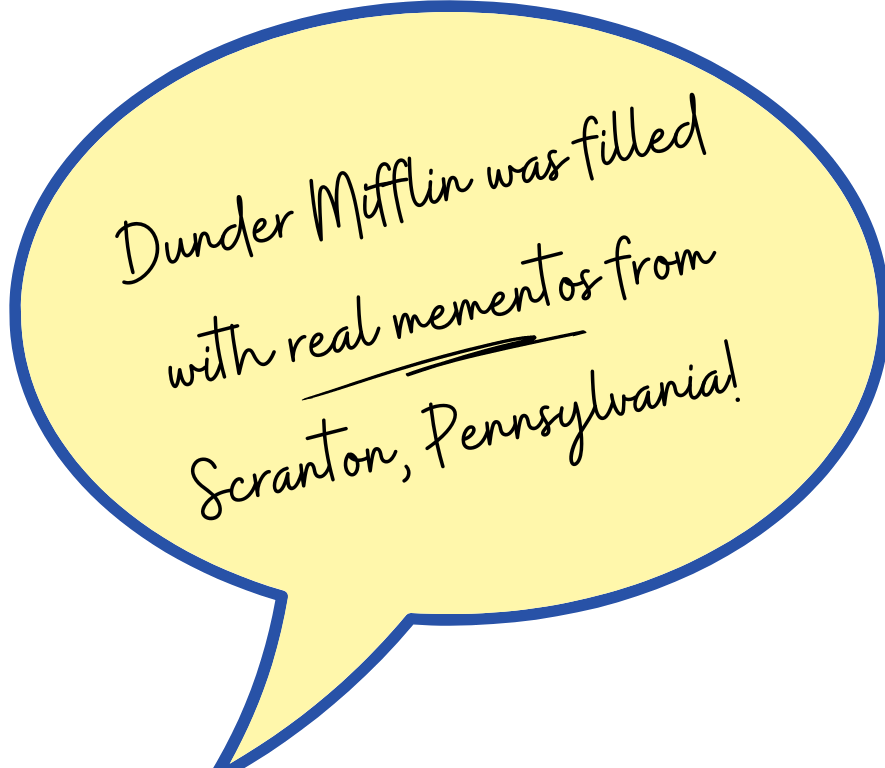 Dunder Mifflin was filled
with real mementos from
Scranton, Pennsylvania!